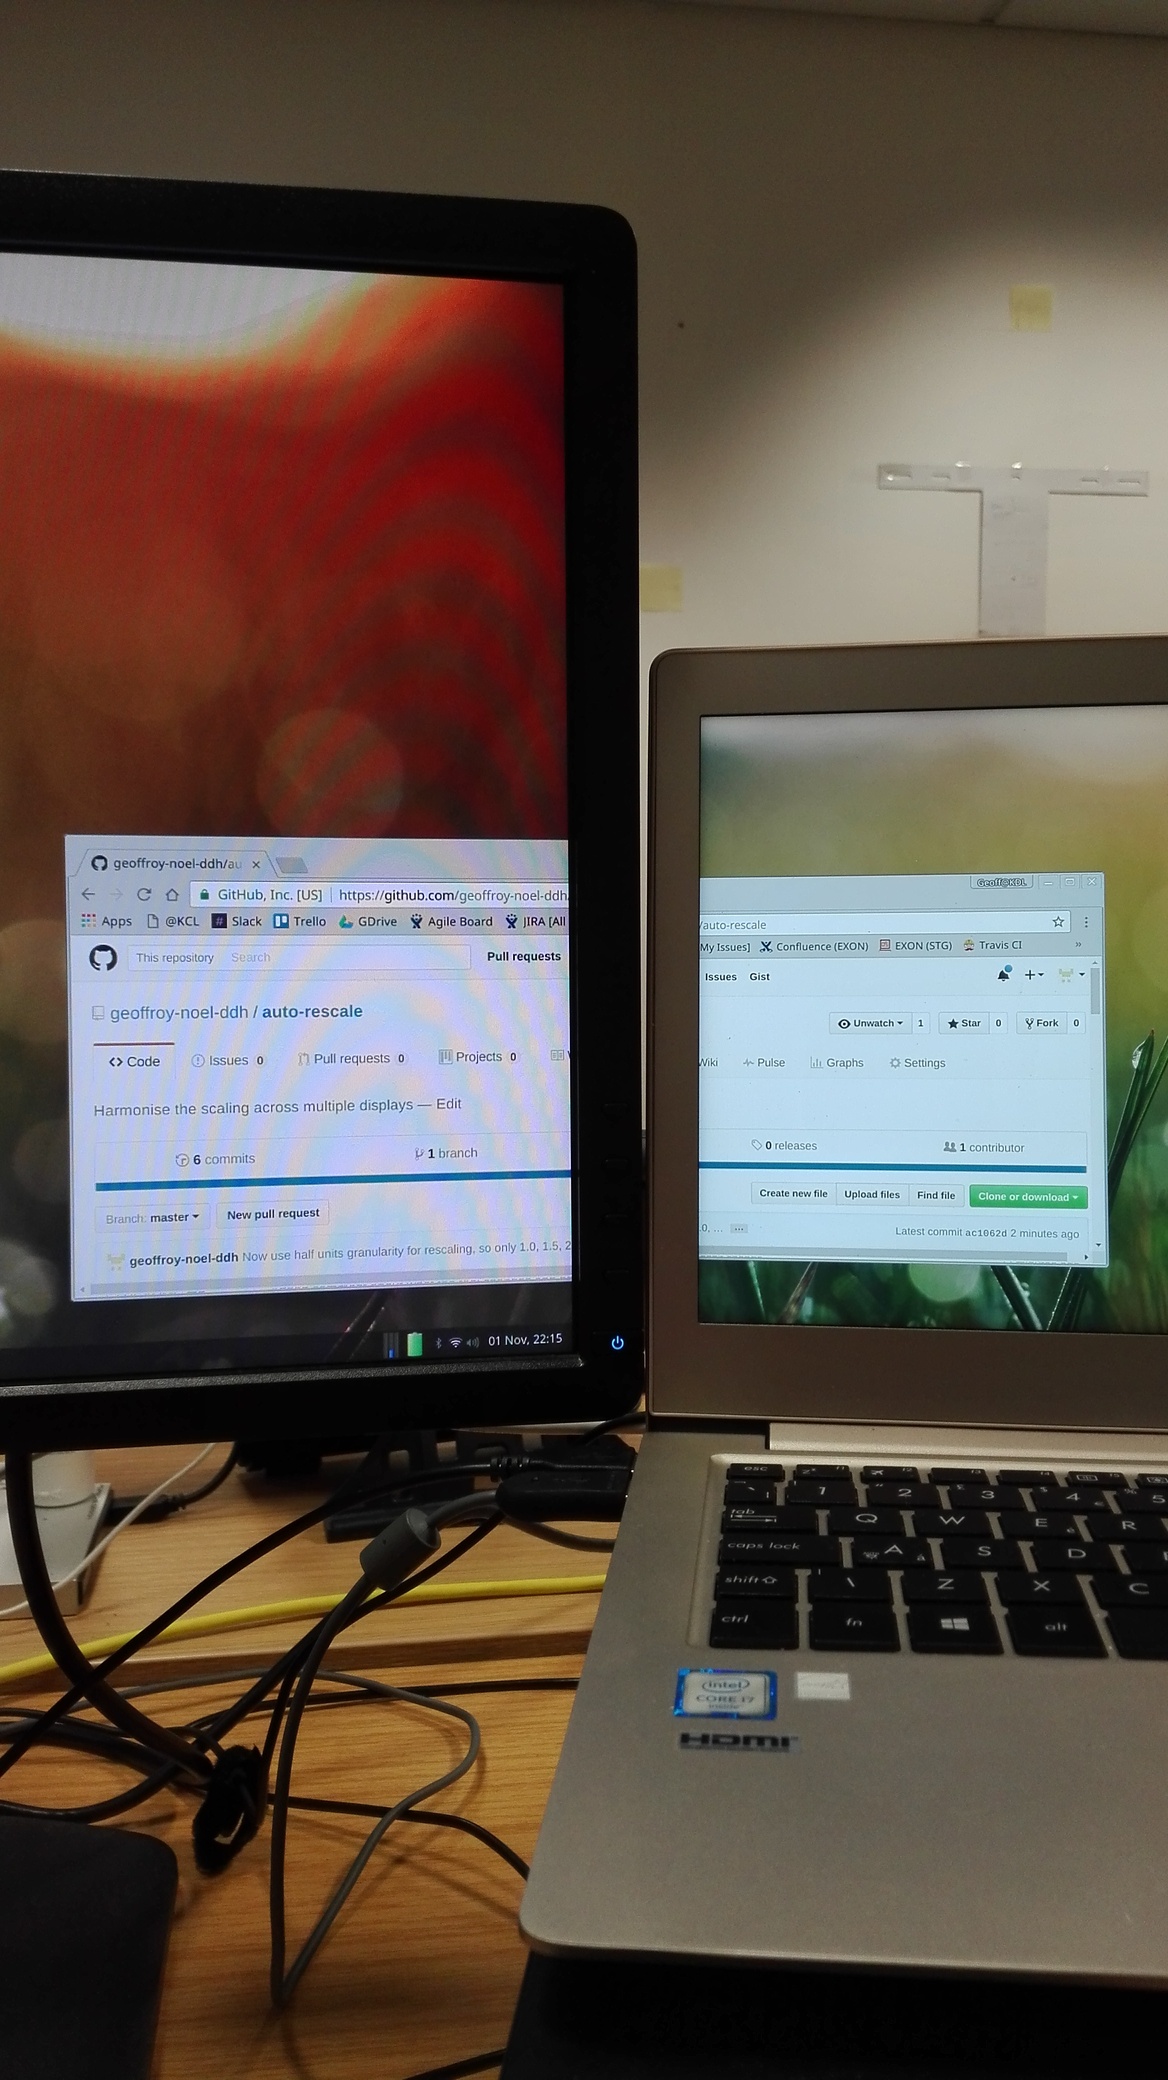 geoffroy-noel-ddh/au
GitHub, Inc. [US] https://github.com/geoffroy-noel-ddh
Apps @KCL Slack Trello GDrive Agile Board JIRA [All
This repository Search Pull requests
geoffroy-noel-ddh / auto-rescale
Code Issues 0 Pull requests 0 Projects 0
Harmonise the scaling across multiple displays — Edit
6 commits 1 branch
Branch: master New pull request
geoffroy-noel-ddh Now use half units granularity for rescaling, so only 1.0, 1.5, 2
01 Nov, 22:15
Geoff@KDL
/auto-rescale
My Issues] Confluence (EXON) EXON (STG) Travis CI »
Issues Gist
Unwatch 1 Star 0 Fork 0
Wiki Pulse Graphs Settings
0 releases 1 contributor
Create new file Upload files Find file Clone or download
.0, … ...
Latest commit ac1062d 2 minutes ago
esc f1 f2 f3 f4
1 2 3 4 5
tab Q W E R
caps lock A S D
shift \ Z X C
ctrl fn alt
intel
CORE i7
inside
HDMI